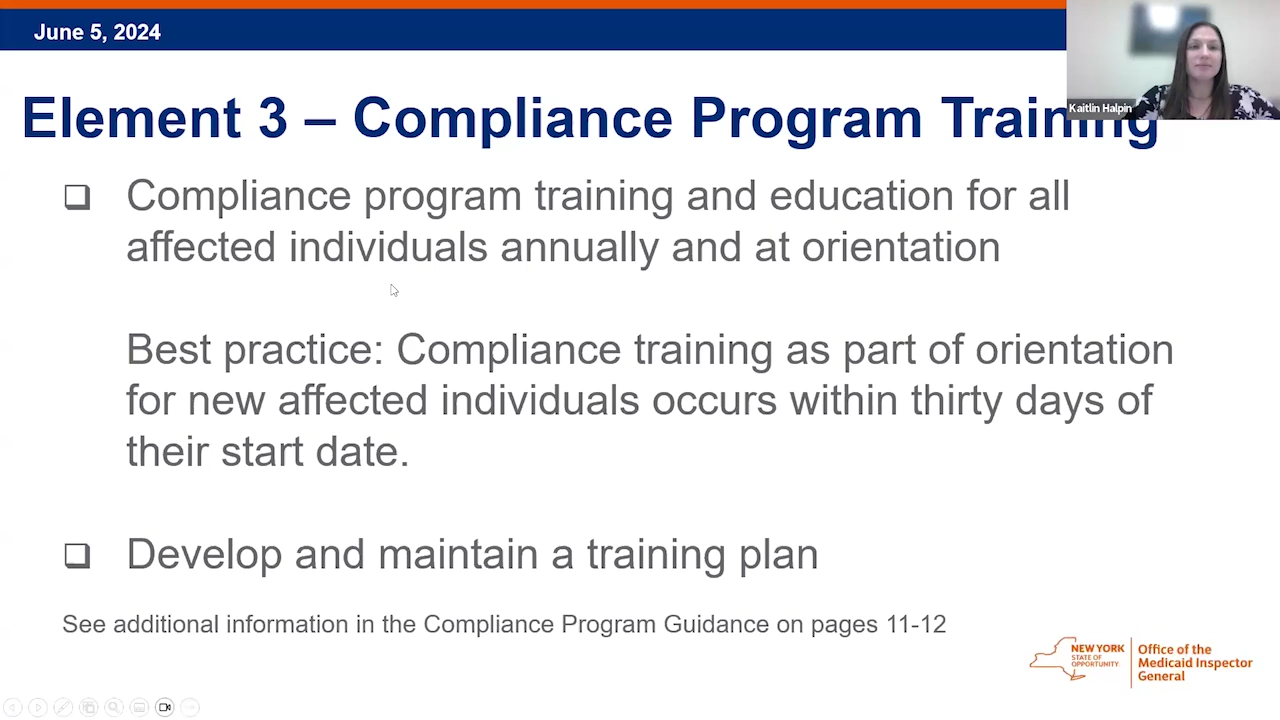 June 5, 2024
Kaitlin Halpin
Element 3 – Compliance Program Training
❑ Compliance program training and education for all
affected individuals annually and at orientation
Best practice: Compliance training as part of orientation
for new affected individuals occurs within thirty days of
their start date.
❑ Develop and maintain a training plan
See additional information in the Compliance Program Guidance on pages 11-12
NEW YORK
STATE OF
OPPORTUNITY.
Office of the
Medicaid Inspector
General